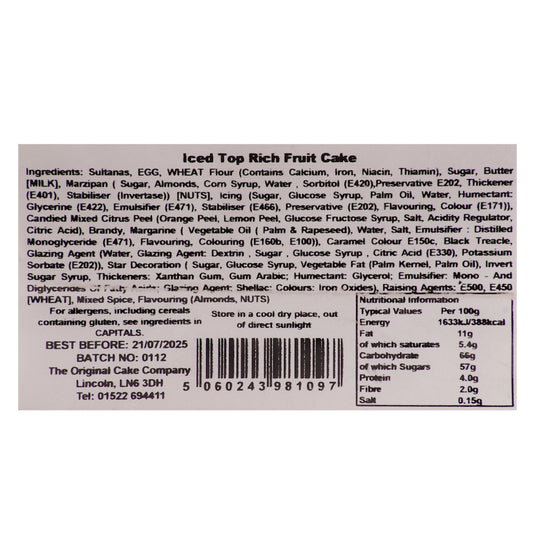 Iced Top Rich Fruit Cake
Ingredients: Sultanas, EGG, WHEAT Flour (Contains Calcium, Iron, Niacin, Thiamin), Sugar, Butter
[MILK], Marzipan ( Sugar, Almonds, Corn Syrup, Water , Sorbitol (E420),Preservative E202, Thickener
(E401), Stabiliser (Invertase)) [NUTS], Icing (Sugar, Glucose Syrup, Palm Oil, Water, Humectant:
Glycerine (E422), Emulsifier (E471), Stabiliser (E466), Preservative (E202), Flavouring, Colour (E171)),
Candied Mixed Citrus Peel (Orange Peel, Lemon Peel, Glucose Fructose Syrup, Salt, Acidity Regulator,
Citric Acid), Brandy, Margarine ( Vegetable Oil ( Palm & Rapeseed), Water, Salt, Emulsifier : Distilled
Monoglyceride (E471), Flavouring, Colouring (E160b, E100)), Caramel Colour E150c, Black Treacle,
Glazing Agent (Water, Glazing Agent: Dextrin , Sugar , Glucose Syrup , Citric Acid (E330), Potassium
Sorbate (E202)), Star Decoration ( Sugar, Glucose Syrup, Vegetable Fat (Palm Kernel, Palm Oil), Invert
Sugar Syrup, Thickeners: Xanthan Gum, Gum Arabic; Humectant: Glycerol; Emulsifier: Mono - And
Diglycerides Of Fatty Acids; Glazing Agent: Shellac: Colours: Iron Oxides), Raising Agents: E500, E450
[WHEAT], Mixed Spice, Flavouring (Almonds, NUTS)
For allergens, including cereals
containing gluten, see ingredients in
CAPITALS.
BEST BEFORE: 21/07/2025
BATCH NO: 0112
The Original Cake Company
Lincoln, LN6 3DH
Tel: 01522 694411
Store in a cool dry place, out
of direct sunlight
5 060243 981097
Nutritional Information
Typical Values Per 100g
Energy 1633kJ/388kcal
Fat 11g
of which saturates 5.4g
Carbohydrate 66g
of which Sugars 57g
Protein 4.0g
Fibre 2.0g
Salt 0.15g